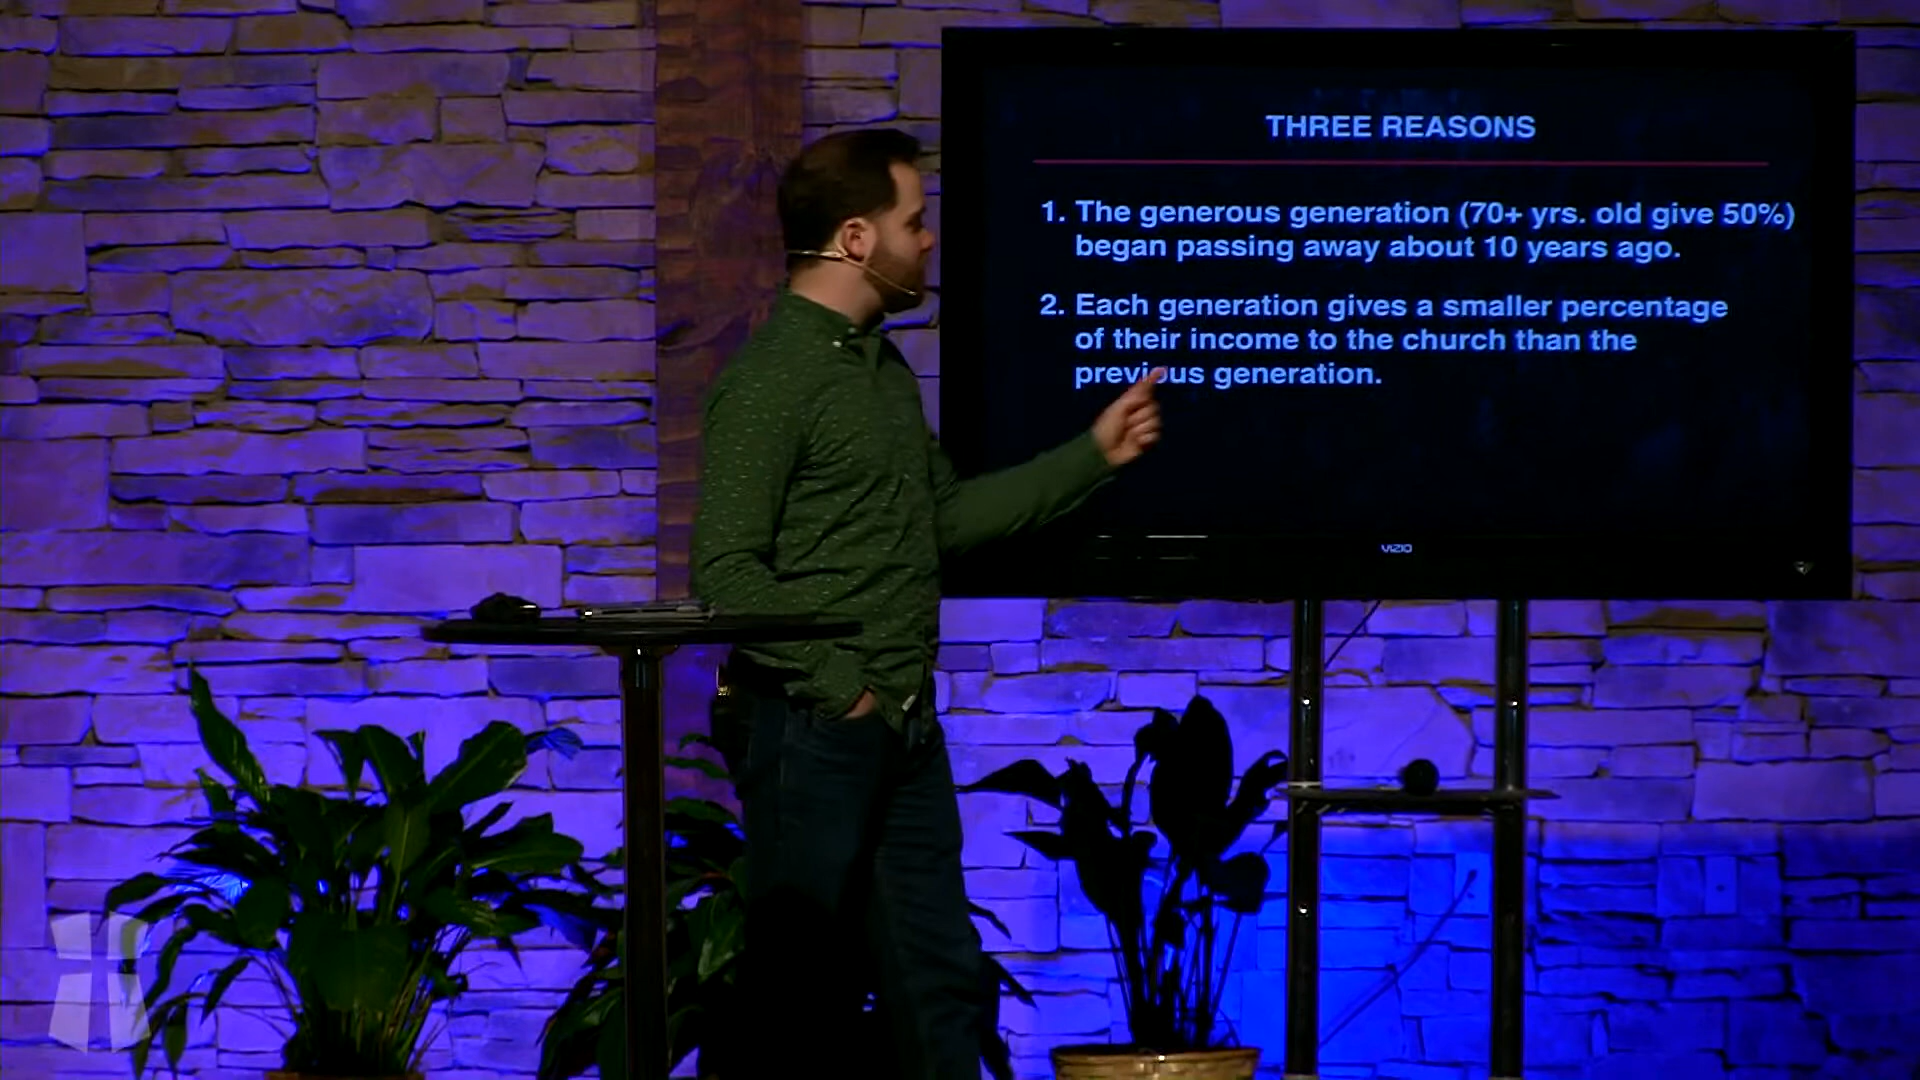 THREE REASONS
1. The generous generation (70+ yrs. old give 50%)
began passing away about 10 years ago.
2. Each generation gives a smaller percentage
of their income to the church than the
previous generation.
VIZIO